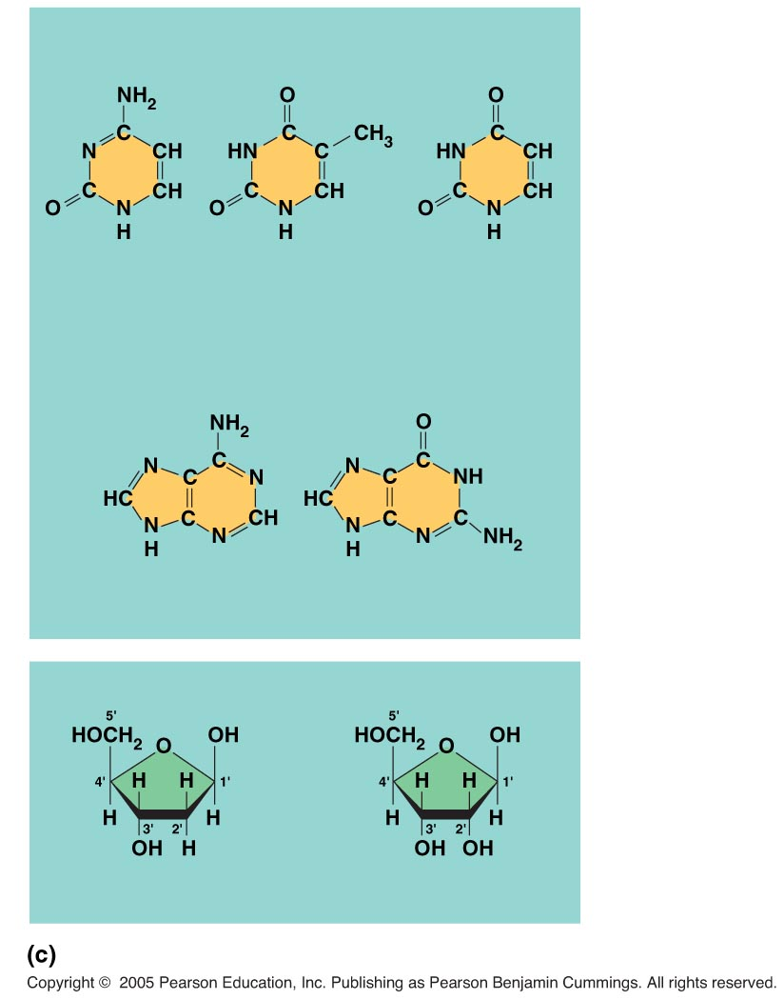 NH2 O O
C C CH3 C
N CH HN C HN CH
C CH C CH C CH
O N O N O N
H H H
NH2 O
C C
N C N N C NH
HC HC
N C CH N C C
H N H N NH2
5' 5'
HOCH2 O OH HOCH2 O OH
4' H H 1' 4' H H 1'
H 3' 2' H H 3' 2' H
OH H OH OH
(c)
Copyright © 2005 Pearson Education, Inc. Publishing as Pearson Benjamin Cummings. All rights reserved.